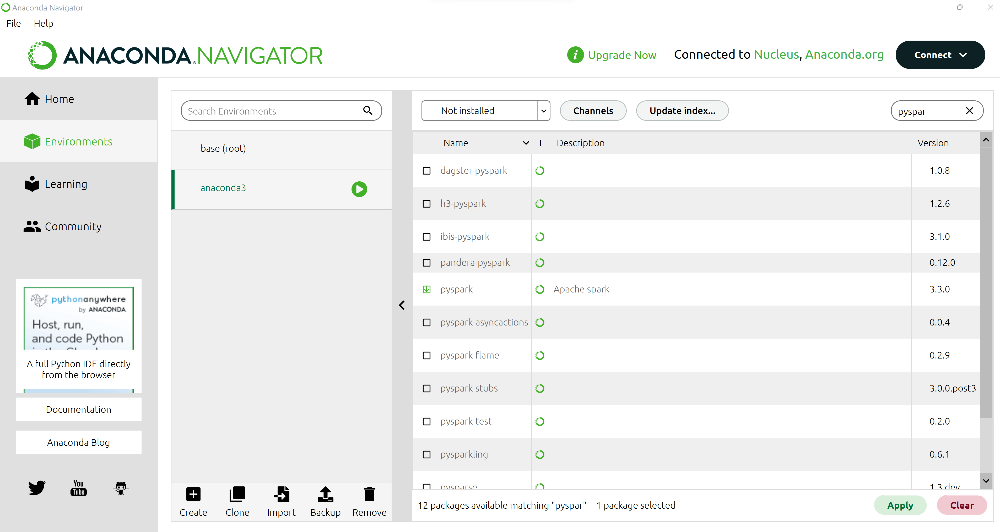 Anaconda Navigator
File Help
ANACONDA.NAVIGATOR
i Upgrade Now Connected to Nucleus, Anaconda.org Connect
Home
Environments
Learning
Community
pythonanywhere
by ANACONDA
Host, run,
and code Python
A full Python IDE directly
from the browser
Documentation
Anaconda Blog
You
Tube
Search Environments
base (root)
anaconda3
Create Clone Import Backup Remove
Not installed Channels Update index... pyspar
Name T Description Version
dagster-pyspark 1.0.8
h3-pyspark 1.2.6
ibis-pyspark 3.1.0
pandera-pyspark 0.12.0
pyspark Apache spark 3.3.0
pyspark-asyncactions 0.0.4
pyspark-flame 0.2.9
pyspark-stubs 3.0.0.post3
pyspark-test 0.2.0
pysparkling 0.6.1
pysparse 1.3.dev
12 packages available matching "pyspar" 1 package selected Apply Clear